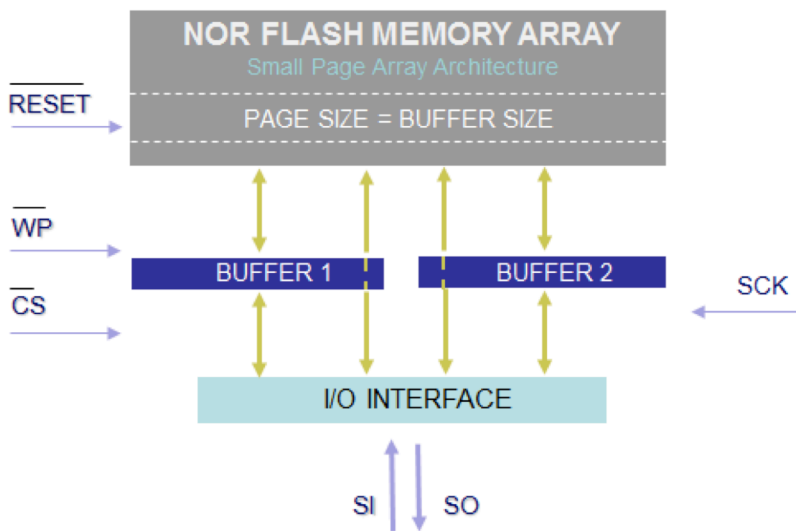 NOR FLASH MEMORY ARRAY
Small Page Array Architecture
RESET
PAGE SIZE = BUFFER SIZE
WP
BUFFER 1
BUFFER 2
CS
SCK
I/O INTERFACE
SI
SO